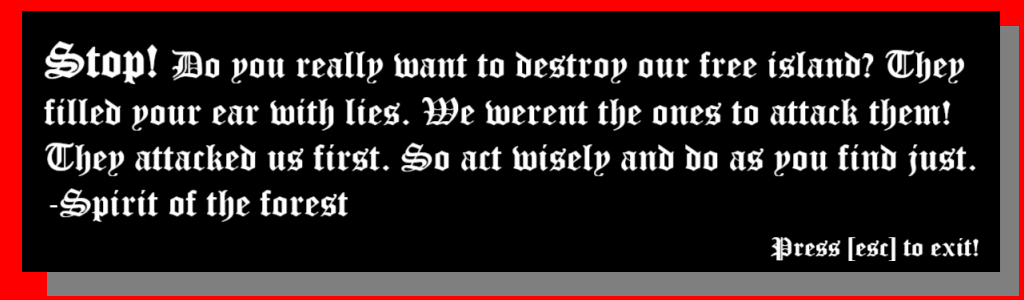 Stop! Do you really want to destroy our free island? They
filled your ear with lies. We werent the ones to attack them!
They attacked us first. So act wisely and do as you find just.
-Spirit of the forest
Press [esc] to exit!